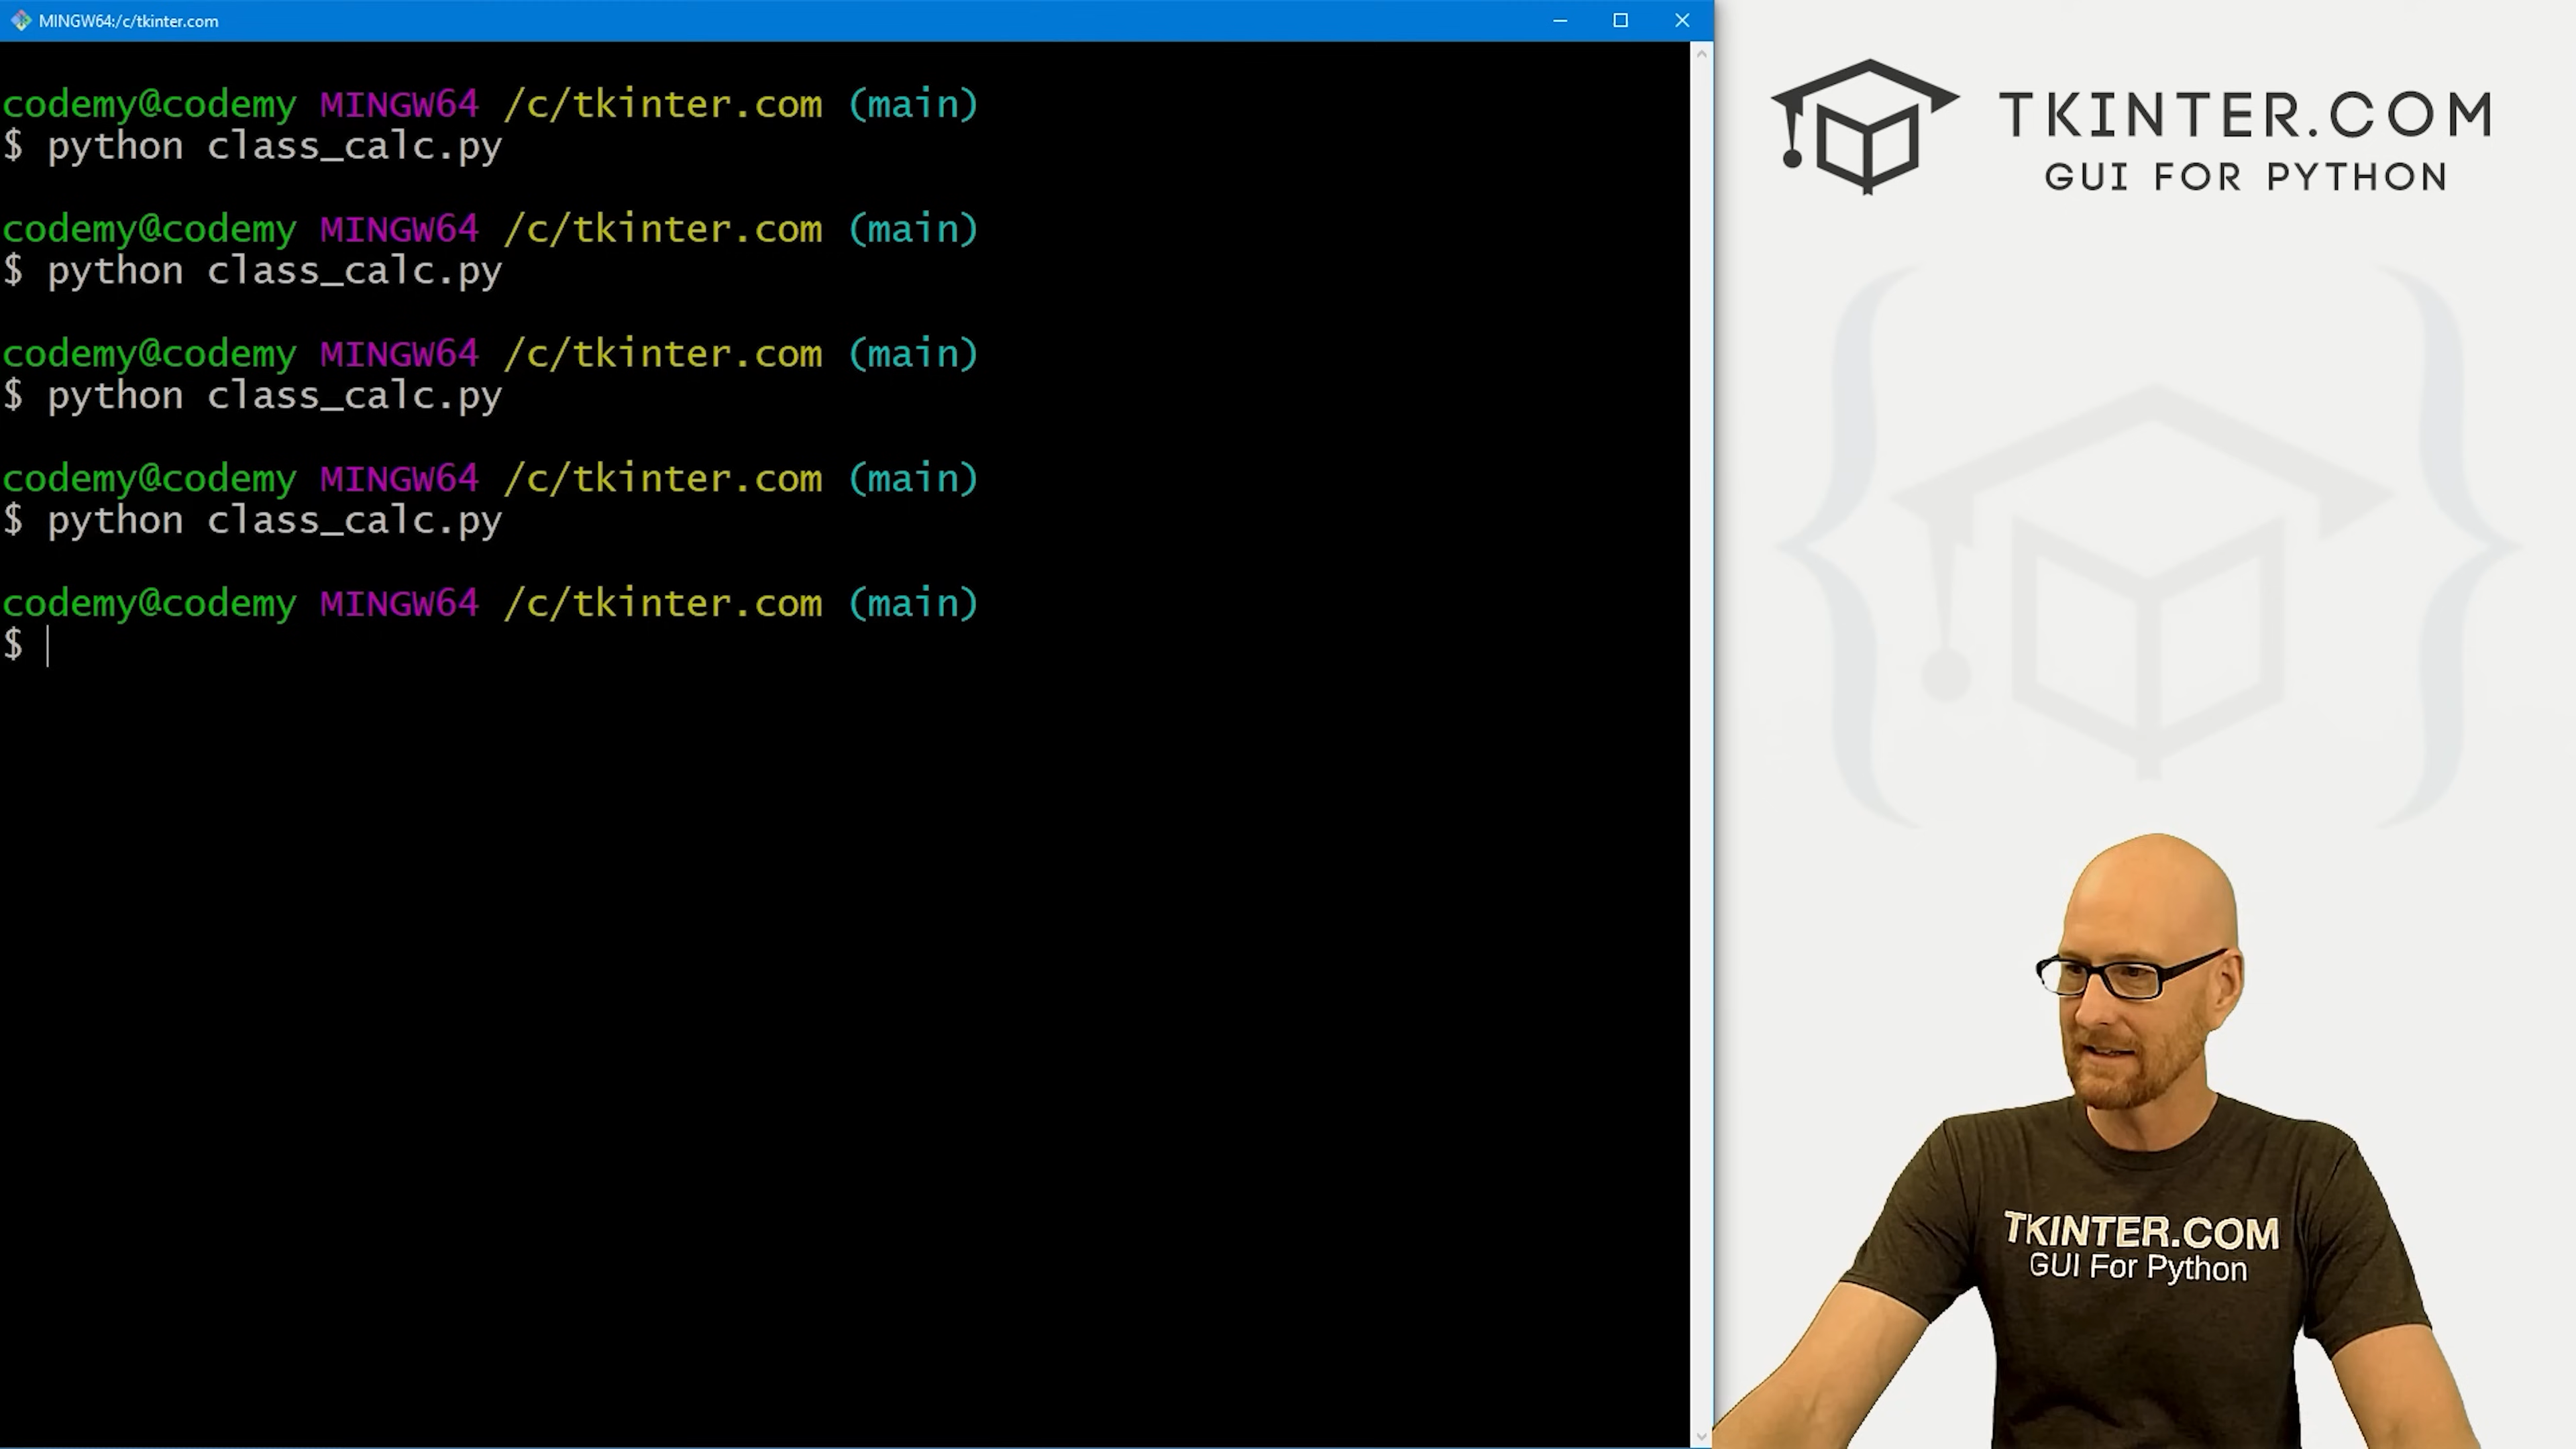 MINGW64:/c/tkinter.com
codemy@codemy MINGW64 /c/tkinter.com (main)
$ python class_calc.py
codemy@codemy MINGW64 /c/tkinter.com (main)
$ python class_calc.py
codemy@codemy MINGW64 /c/tkinter.com (main)
$ python class_calc.py
codemy@codemy MINGW64 /c/tkinter.com (main)
$ python class_calc.py
codemy@codemy MINGW64 /c/tkinter.com (main)
$
TKINTER.COM
GUI FOR PYTHON
TKINTER.COM
GUI For Python